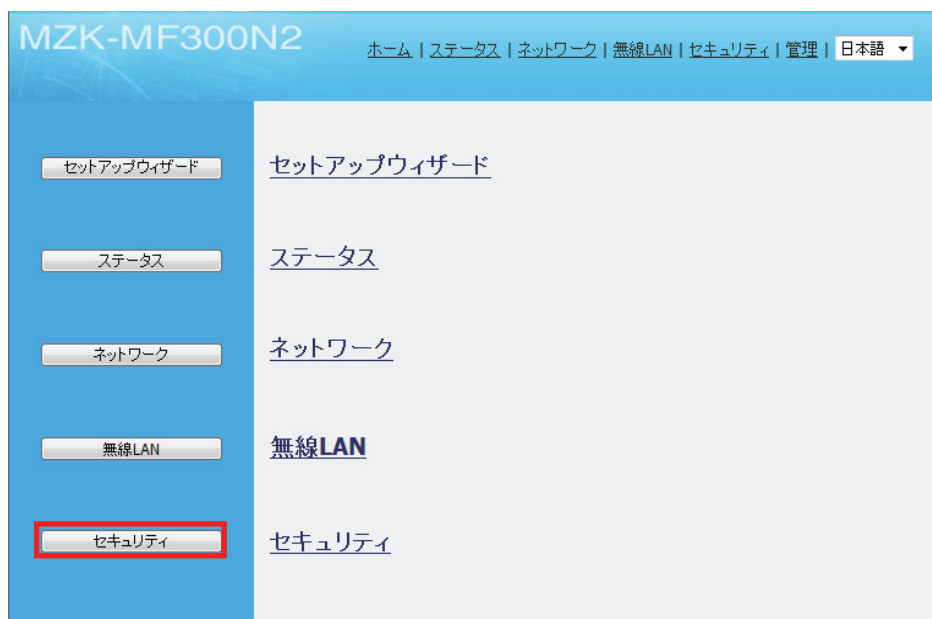 MZK-MF300N2
ホーム | ステータス | ネットワーク | 無線LAN | セキュリティ | 管理 | 日本語
セットアップウィザード セットアップウィザード
ステータス ステータス
ネットワーク ネットワーク
無線LAN 無線LAN
セキュリティ セキュリティ